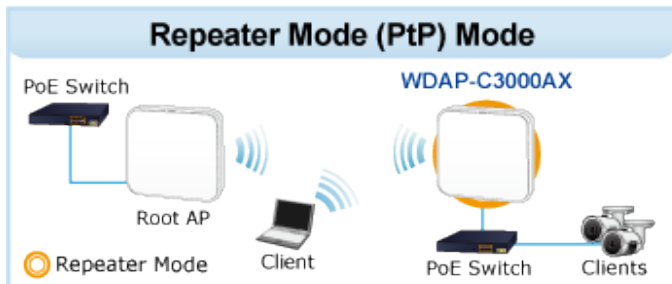 Repeater Mode (PtP) Mode
PoE Switch
WDAP-C3000AX
Root AP
Client
PoE Switch
Clients
Repeater Mode